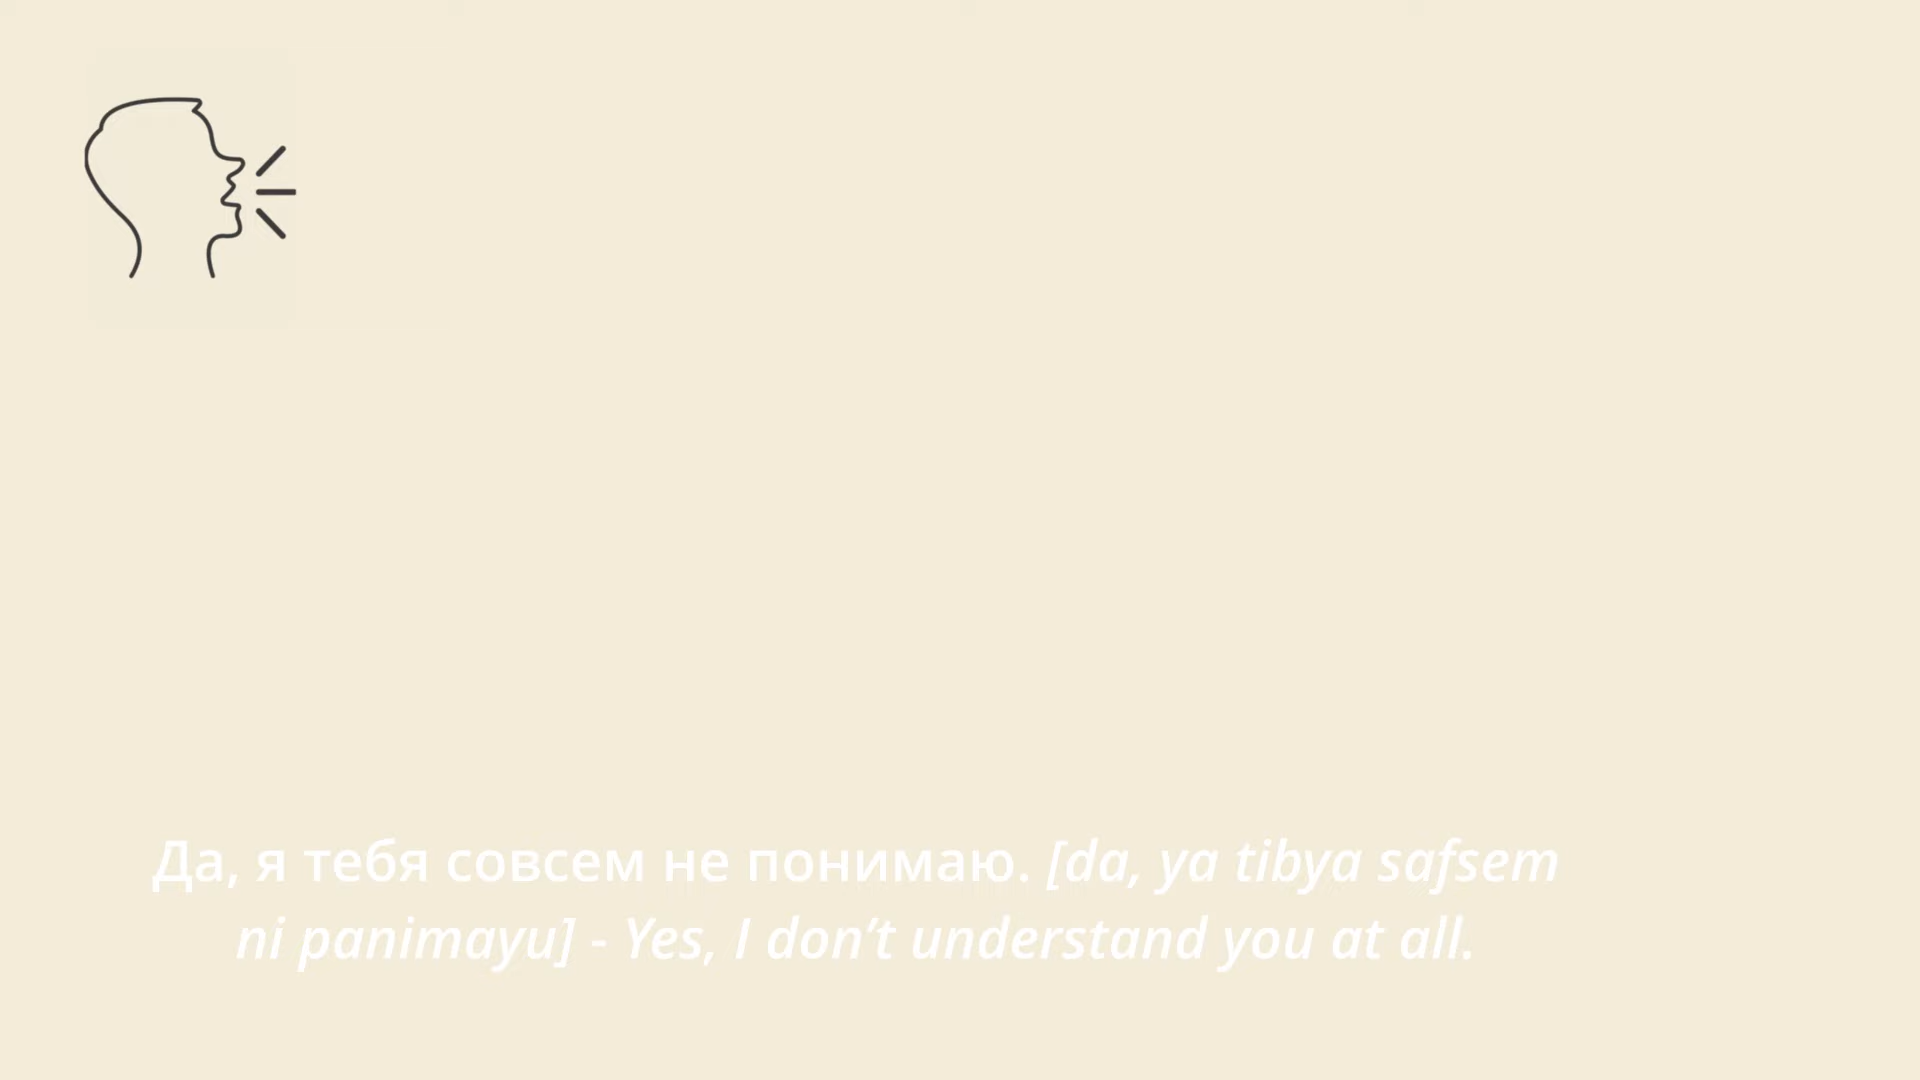 Да, я тебя совсем не понимаю. [da, ya tibya safsem
ni panimayu] - Yes, I don’t understand you at all.